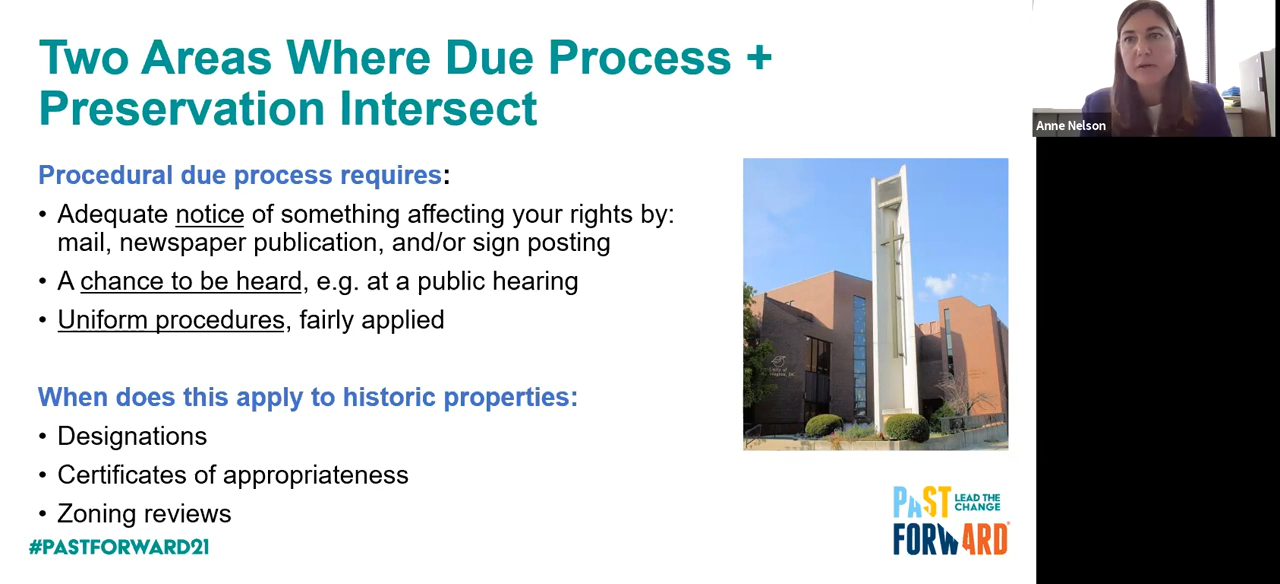 Two Areas Where Due Process +
Preservation Intersect
Anne Nelson
Procedural due process requires:
• Adequate notice of something affecting your rights by:
mail, newspaper publication, and/or sign posting
• A chance to be heard, e.g. at a public hearing
• Uniform procedures, fairly applied
When does this apply to historic properties:
• Designations
• Certificates of appropriateness
• Zoning reviews
#PASTFORWARD21
PAST LEAD THE
CHANGE
FORWARD